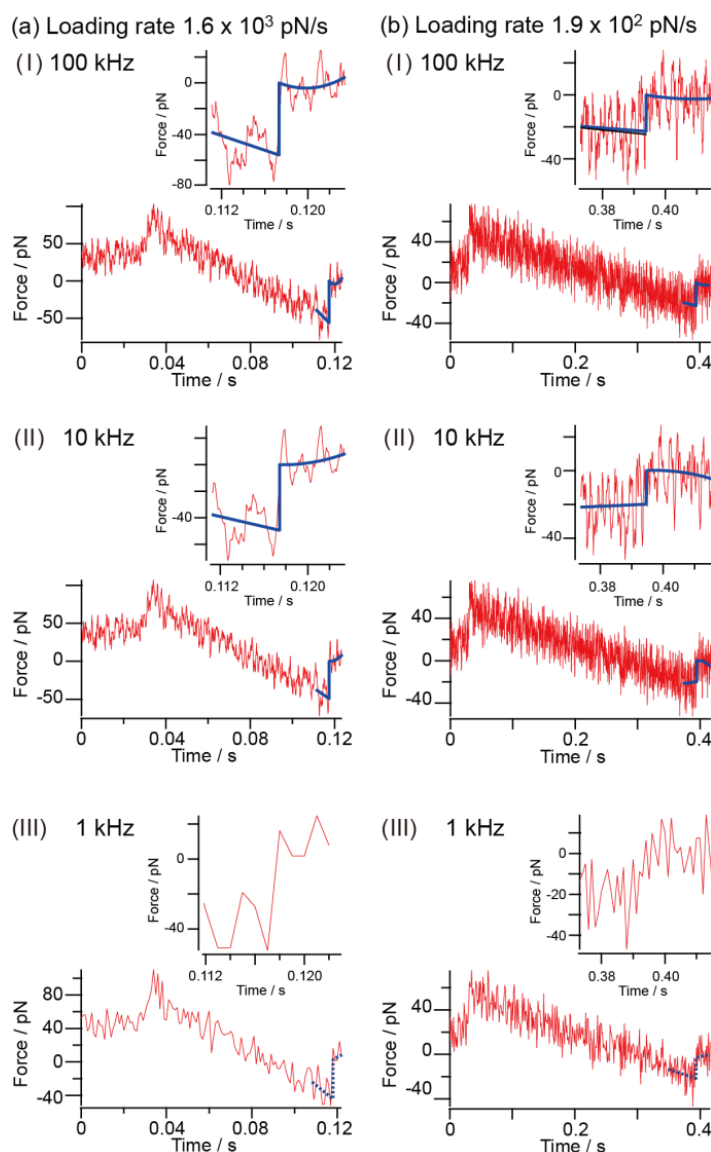 (a) Loading rate 1.6 x 10³ pN/s
(I) 100 kHz
Force / pN
0
-40
-80
0.112 0.120
Time / s
Force / pN
50
0
-50
0 0.04 0.08 0.12
Time / s
(II) 10 kHz
Force / pN
-40
0.112 0.120
Time / s
Force / pN
50
0
-50
0 0.04 0.08 0.12
Time / s
(III) 1 kHz
Force / pN
0
-40
0.112 0.120
Time / s
Force / pN
80
40
0
-40
0 0.04 0.08 0.12
Time / s
(b) Loading rate 1.9 x 10² pN/s
(I) 100 kHz
Force / pN
0
-40
0.38 0.40
Time / s
Force / pN
40
0
-40
0 0.2 0.4
Time / s
(II) 10 kHz
Force / pN
0
-40
0.38 0.40
Time / s
Force / pN
40
0
-40
0 0.2 0.4
Time / s
(III) 1 kHz
Force / pN
0
-20
-40
0.38 0.40
Time / s
Force / pN
40
0
-40
0 0.2 0.4
Time / s